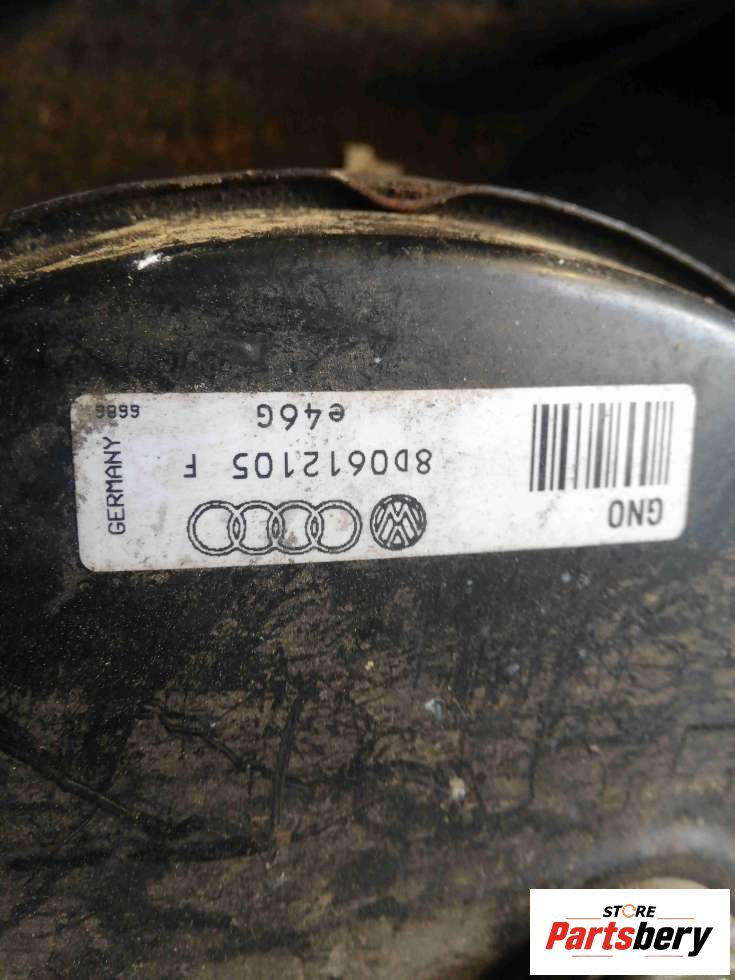 GNO
8D0612105 F
e46G
GERMANY
STORE
Partsbery